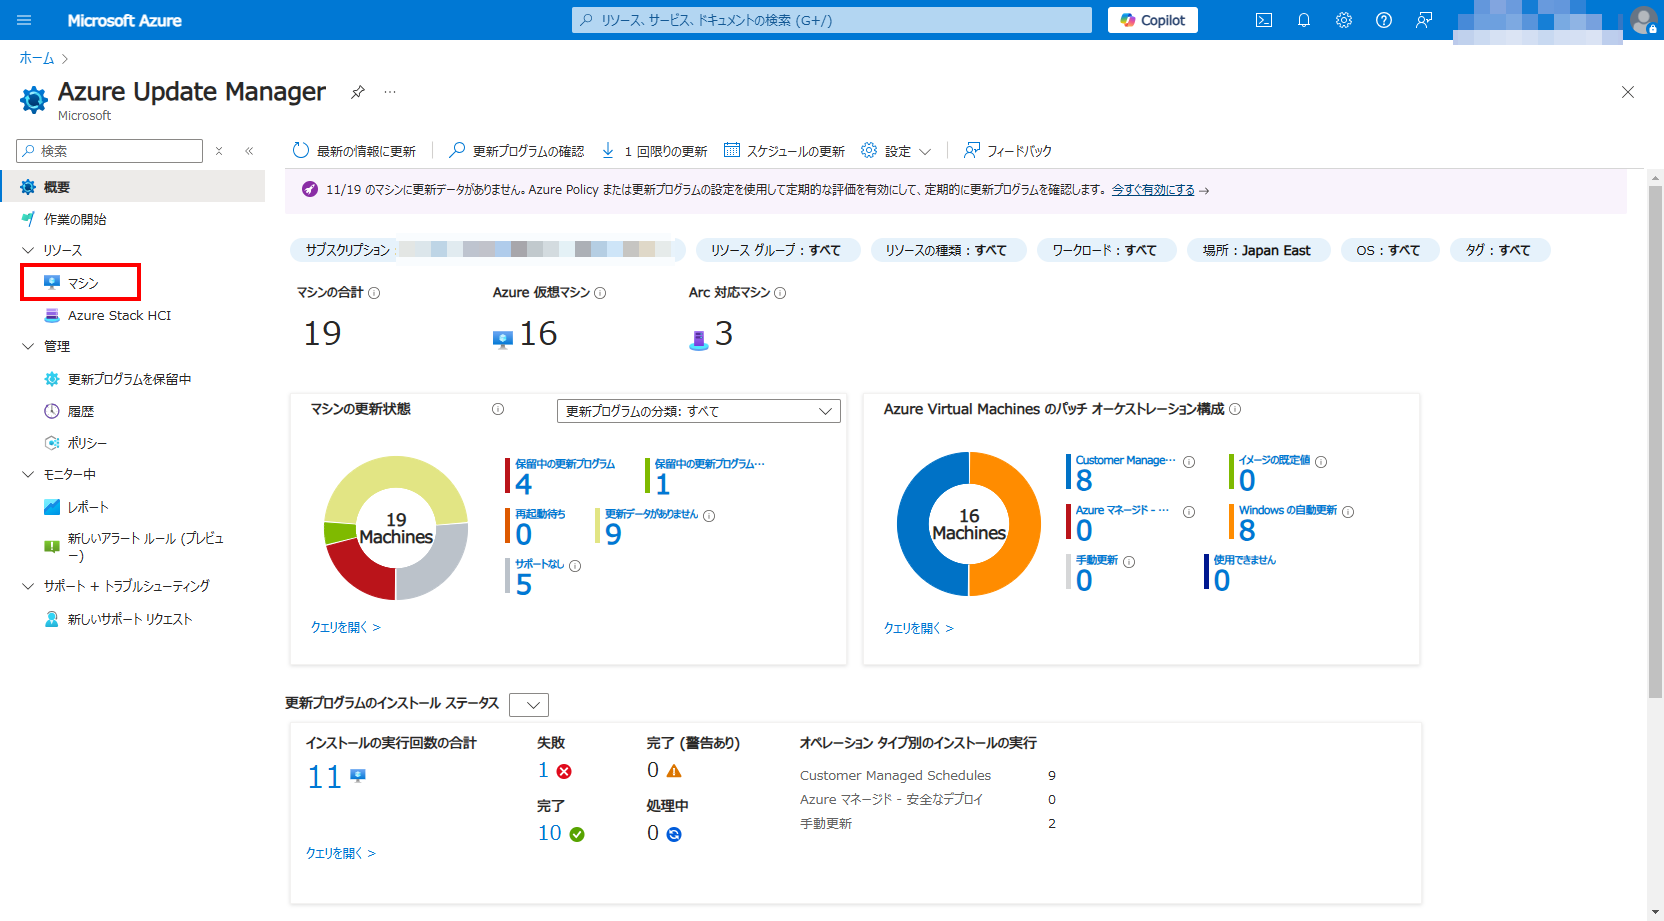 Microsoft Azure
リソース、サービス、ドキュメントの検索 (G+/)
Copilot
ホーム >
Azure Update Manager
Microsoft
検索
最新の情報に更新
更新プログラムの確認
1 回限りの更新
スケジュールの更新
設定
フィードバック
概要
作業の開始
リソース
マシン
Azure Stack HCI
管理
更新プログラムを保留中
履歴
ポリシー
モニター中
レポート
新しいアラート ルール (プレビュ
ー)
サポート + トラブルシューティング
新しいサポート リクエスト
11/19 のマシンに更新データがありません。Azure Policy または更新プログラムの設定を使用して定期的な評価を有効にして、定期的に更新プログラムを確認します。 今すぐ有効にする→
サブスクリプション
リソース グループ : すべて
リソースの種類 : すべて
ワークロード : すべて
場所 : Japan East
OS : すべて
タグ : すべて
マシンの合計
19
Azure 仮想マシン
16
Arc 対応マシン
3
マシンの更新状態
更新プログラムの分類: すべて
19
Machines
保留中の更新プログラム
4
保留中の更新プログラム…
1
再起動待ち
0
更新データがありません
9
サポートなし
5
クエリを開く >
Azure Virtual Machines のパッチ オーケストレーション構成
16
Machines
Customer Manage…
8
イメージの既定値
0
Azure マネージド - …
0
Windows の自動更新
8
手動更新
0
使用できません
0
クエリを開く >
更新プログラムのインストール ステータス
インストールの実行回数の合計
11
失敗
1
完了 (警告あり)
0
完了
10
処理中
0
クエリを開く >
オペレーション タイプ別のインストールの実行
Customer Managed Schedules 9
Azure マネージド - 安全なデプロイ 0
手動更新 2